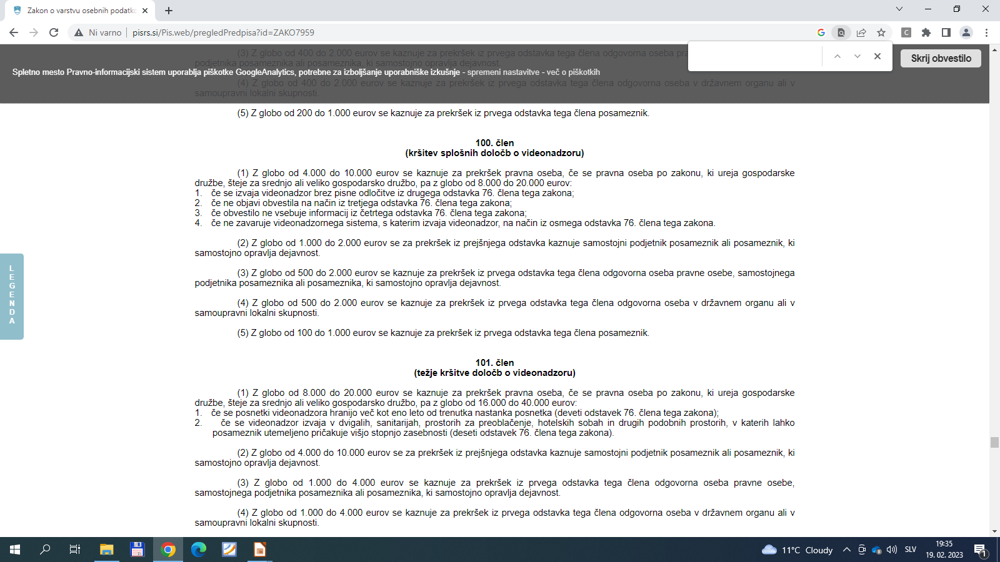 Zakon o varstvu osebnih podatko
Ni varno
pisrs.si/Pis.web/pregledPredpisa?id=ZAKO7959
(3) Z globo od 400 do 2.000 eurov se kaznuje za prekršek iz prvega odstavka tega člena odgovorna oseba pra
podjetnika posameznika ali posameznika, ki samostojno opravlja dejavnost.
Skrij obvestilo
Spletno mesto Pravno-informacijski sistem uporablja piškotke GoogleAnalytics, potrebne za izboljšanje uporabniške izkušnje - spremeni nastavitve - več o piškotkih
(4) Z globo od 400 do 2.000 eurov se kaznuje za prekršek iz prvega odstavka tega člena odgovorna oseba v državnem organu ali v
samoupravni lokalni skupnosti.
(5) Z globo od 200 do 1.000 eurov se kaznuje za prekršek iz prvega odstavka tega člena posameznik.
100. člen
(kršitev splošnih določb o videonadzoru)
(1) Z globo od 4.000 do 10.000 eurov se kaznuje za prekršek pravna oseba, če se pravna oseba po zakonu, ki ureja gospodarske
družbe, šteje za srednjo ali veliko gospodarsko družbo, pa z globo od 8.000 do 20.000 eurov:
1. če se izvaja videonadzor brez pisne odločitve iz drugega odstavka 76. člena tega zakona;
2. če ne objavi obvestila na način iz tretjega odstavka 76. člena tega zakona;
3. če obvestilo ne vsebuje informacij iz četrtega odstavka 76. člena tega zakona;
4. če ne zavaruje videonadzornega sistema, s katerim izvaja videonadzor, na način iz osmega odstavka 76. člena tega zakona.
(2) Z globo od 1.000 do 2.000 eurov se za prekršek iz prejšnjega odstavka kaznuje samostojni podjetnik posameznik ali posameznik, ki
samostojno opravlja dejavnost.
(3) Z globo od 500 do 2.000 eurov se kaznuje za prekršek iz prvega odstavka tega člena odgovorna oseba pravne osebe, samostojnega
podjetnika posameznika ali posameznika, ki samostojno opravlja dejavnost.
(4) Z globo od 500 do 2.000 eurov se kaznuje za prekršek iz prvega odstavka tega člena odgovorna oseba v državnem organu ali v
samoupravni lokalni skupnosti.
(5) Z globo od 100 do 1.000 eurov se kaznuje za prekršek iz prvega odstavka tega člena posameznik.
LEGENDA
101. člen
(težje kršitve določb o videonadzoru)
(1) Z globo od 8.000 do 20.000 eurov se kaznuje za prekršek pravna oseba, če se pravna oseba po zakonu, ki ureja gospodarske
družbe, šteje za srednjo ali veliko gospodarsko družbo, pa z globo od 16.000 do 40.000 eurov:
1. če se posnetki videonadzora hranijo več kot eno leto od trenutka nastanka posnetka (deveti odstavek 76. člena tega zakona);
2. če se videonadzor izvaja v dvigalih, sanitarijah, prostorih za preoblačenje, hotelskih sobah in drugih podobnih prostorih, v katerih lahko
posameznik utemeljeno pričakuje višjo stopnjo zasebnosti (deseti odstavek 76. člena tega zakona).
(2) Z globo od 4.000 do 10.000 eurov se za prekršek iz prejšnjega odstavka kaznuje samostojni podjetnik posameznik ali posameznik, ki
samostojno opravlja dejavnost.
(3) Z globo od 1.000 do 4.000 eurov se kaznuje za prekršek iz prvega odstavka tega člena odgovorna oseba pravne osebe,
samostojnega podjetnika posameznika ali posameznika, ki samostojno opravlja dejavnost.
(4) Z globo od 1.000 do 4.000 eurov se kaznuje za prekršek iz prvega odstavka tega člena odgovorna oseba v državnem organu ali v
samoupravni lokalni skupnosti.
11°C Cloudy
SLV
19:35
19. 02. 2023
1